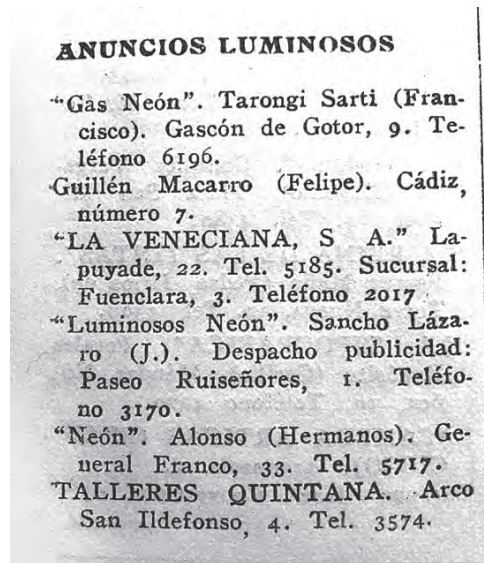 ANUNCIOS LUMINOSOS
“Gas Neón”. Tarongi Sarti (Fran-
cisco). Gascón de Gotor, 9. Te-
léfono 6196.
Guillén Macarro (Felipe). Cádiz,
número 7.
“LA VENECIANA, S A.” La-
puyade, 22. Tel. 5185. Sucursal:
Fuenclara, 3. Teléfono 2017
“Luminosos Neón”. Sancho Láza-
ro (J.). Despacho publicidad:
Paseo Ruiseñores, 1. Teléfo-
no 3170.
“Neón”. Alonso (Hermanos). Ge-
neral Franco, 33. Tel. 5717.
TALLERES QUINTANA. Arco
San Ildefonso, 4. Tel. 3574.